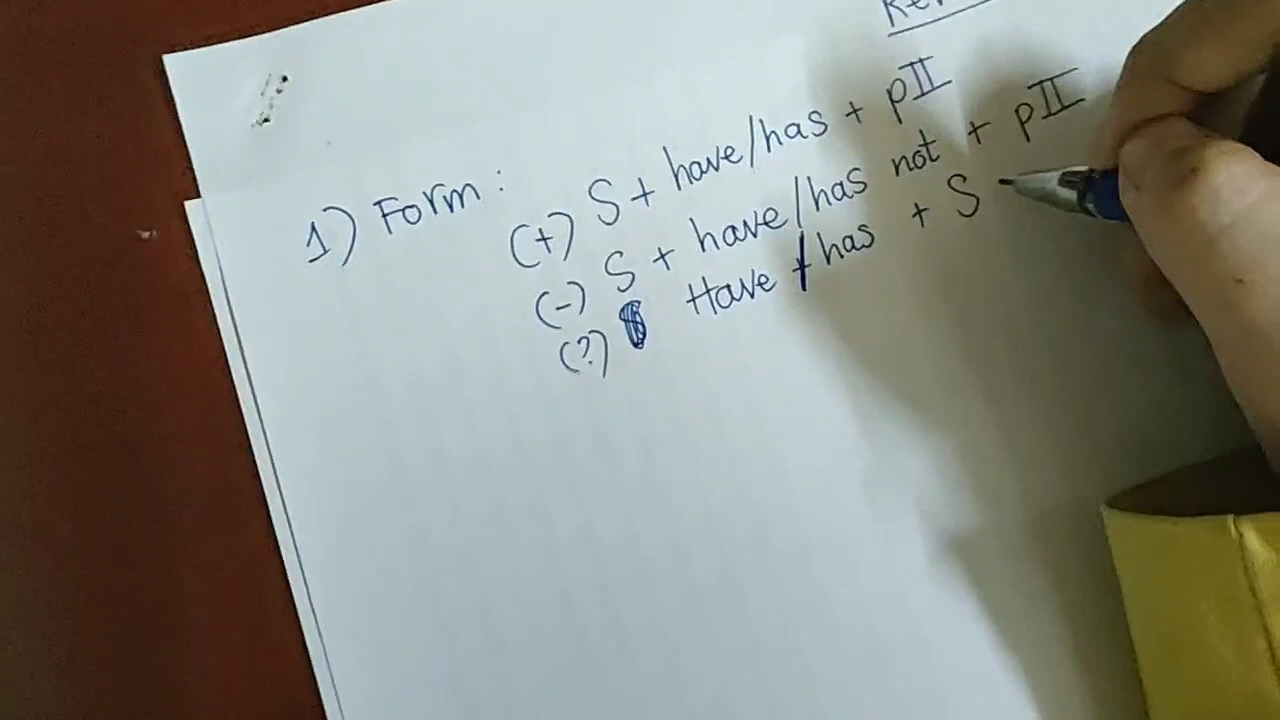 1) Form :
(+) S + have/has + pII
(-) S + have/has not + pII
(?) Have/has + S